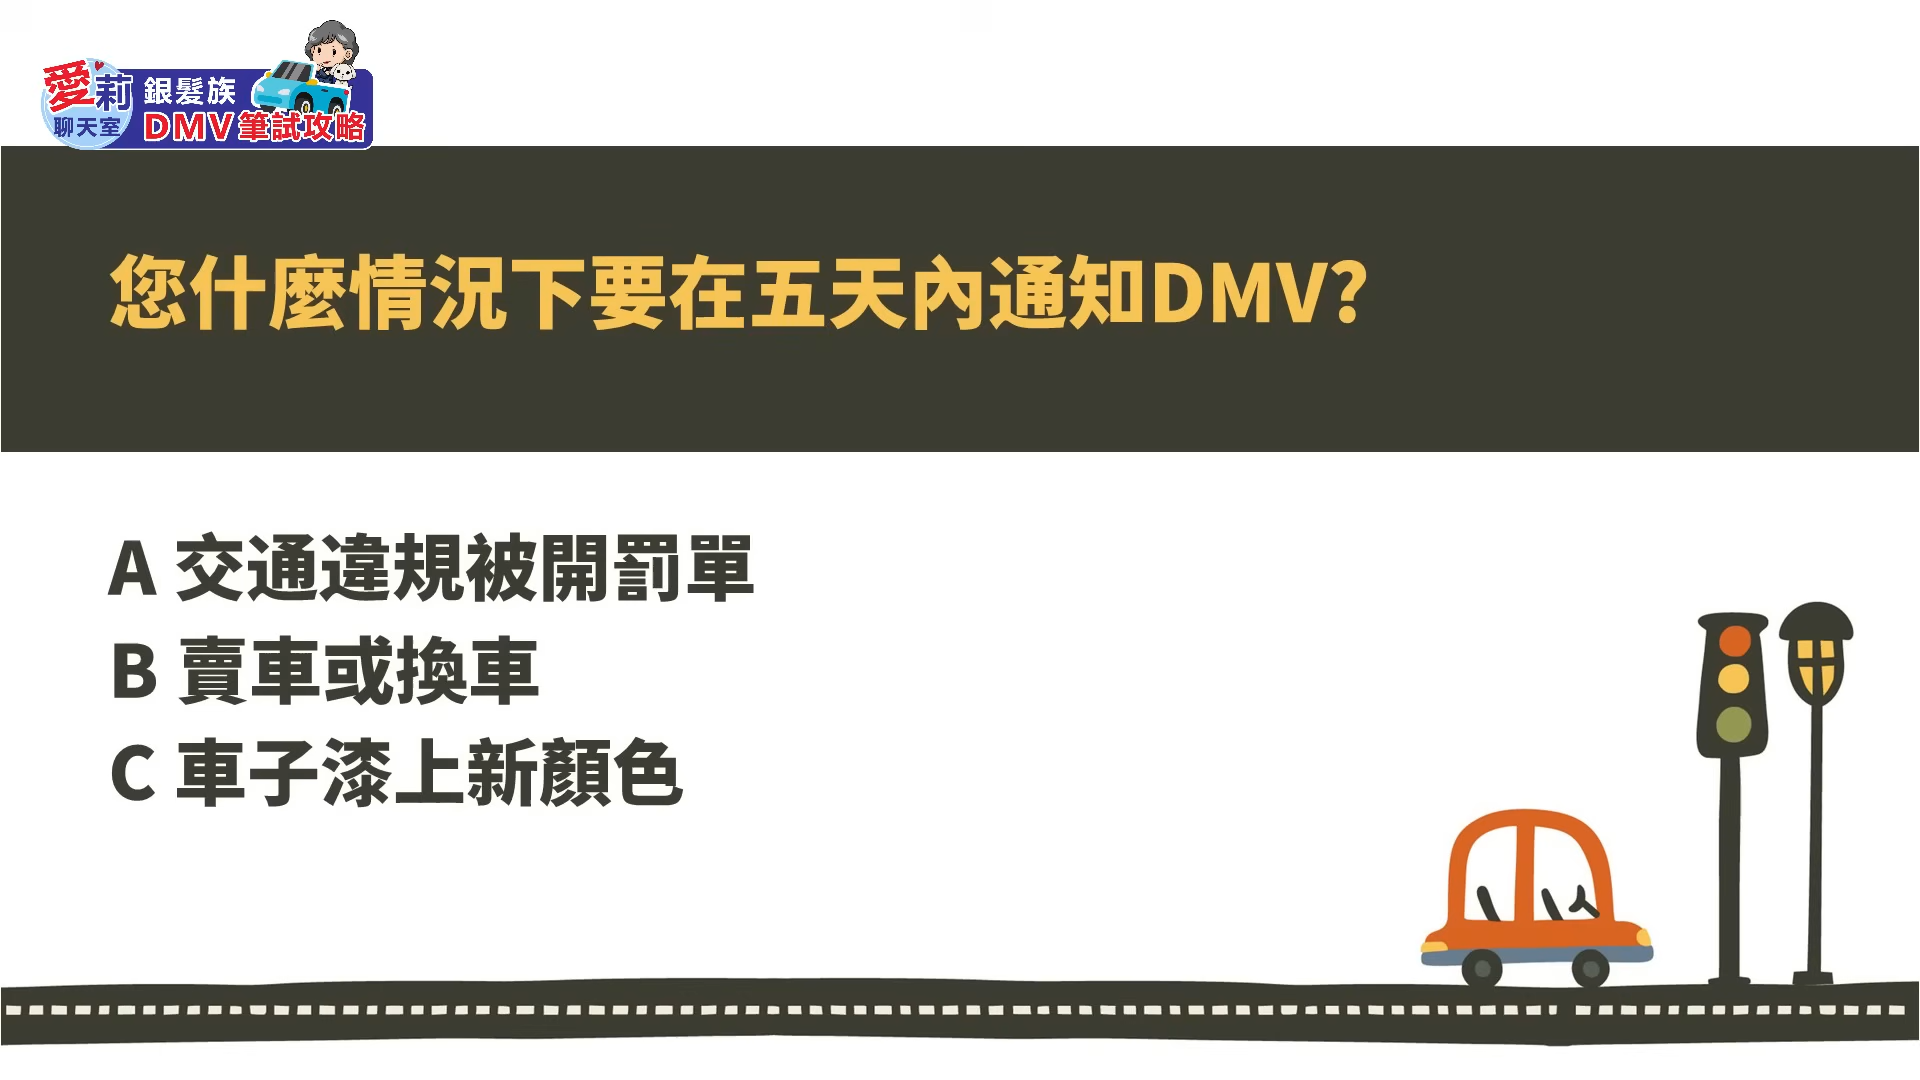 愛莉
聊天室
銀髮族
DMV筆試攻略
您什麼情況下要在五天內通知DMV?
A 交通違規被開罰單
B 賣車或換車
C 車子漆上新顏色